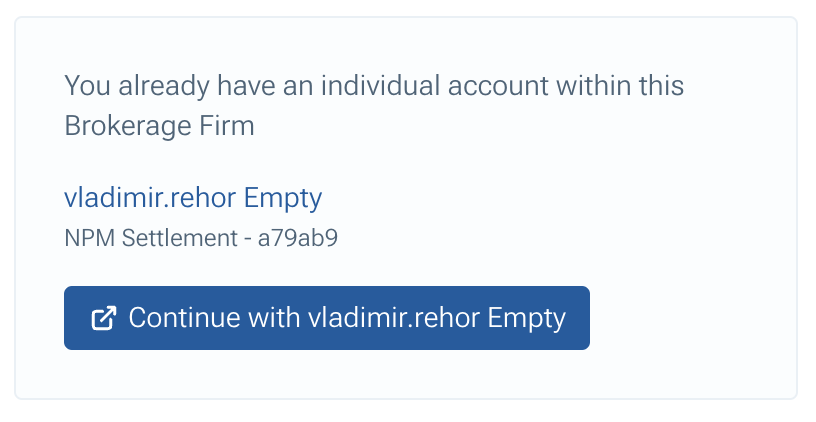 You already have an individual account within this
Brokerage Firm
vladimir.rehor Empty
NPM Settlement - a79ab9
Continue with vladimir.rehor Empty